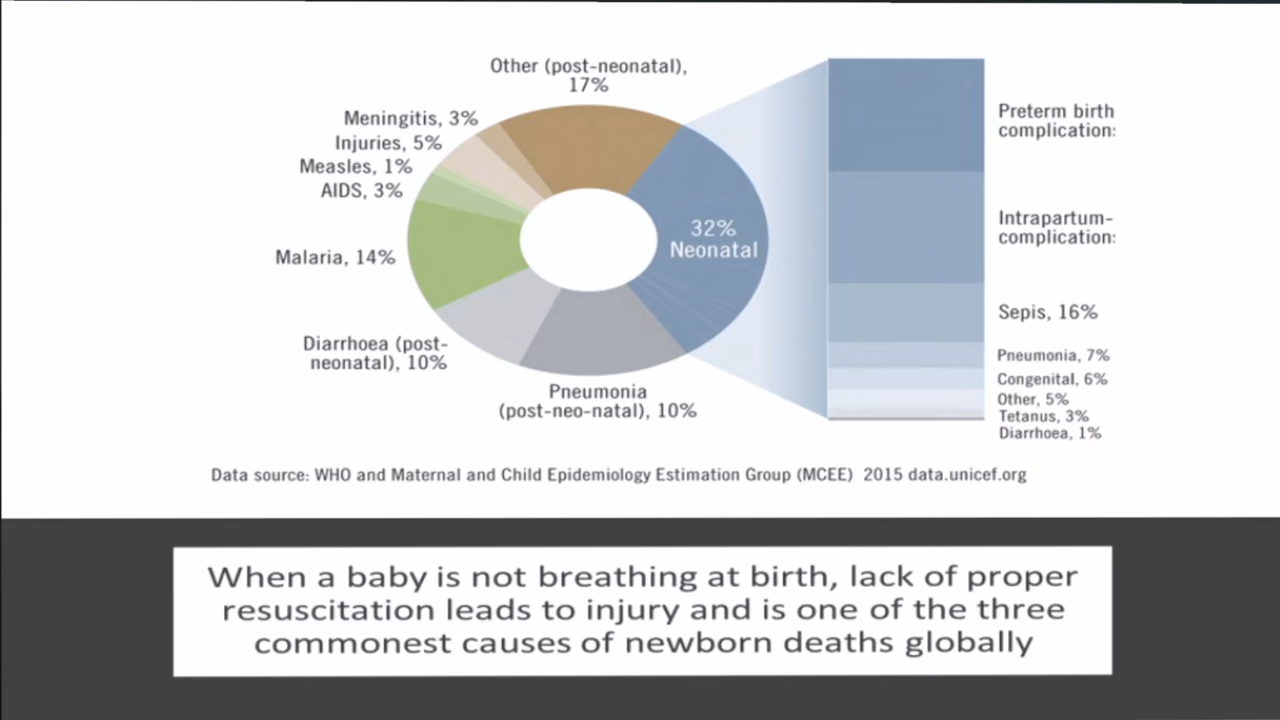 Other (post-neonatal),
17%
Meningitis, 3%
Injuries, 5%
Measles, 1%
AIDS, 3%
Malaria, 14%
Diarrhoea (post-
neonatal), 10%
Pneumonia
(post-neo-natal), 10%
32%
Neonatal
Preterm birth
complication:
Intrapartum-
complication:
Sepis, 16%
Pneumonia, 7%
Congenital, 6%
Other, 5%
Tetanus, 3%
Diarrhoea, 1%
Data source: WHO and Maternal and Child Epidemiology Estimation Group (MCEE) 2015 data.unicef.org
When a baby is not breathing at birth, lack of proper
resuscitation leads to injury and is one of the three
commonest causes of newborn deaths globally